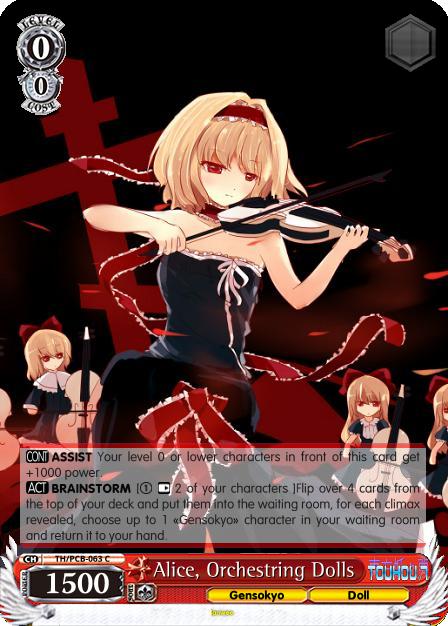 LEVEL
0
0
COST
CONT ASSIST Your level 0 or lower characters in front of this card get
+1000 power.
ACT BRAINSTORM [① 2 of your characters ]Flip over 4 cards from
the top of your deck and put them into the waiting room, for each climax
revealed, choose up to 1 «Gensokyo» character in your waiting room
and return it to your hand.
CH TH/PCB-063 C
POWER 1500 SOUL Alice, Orchestring Dolls TOUHOU
Gensokyo Doll